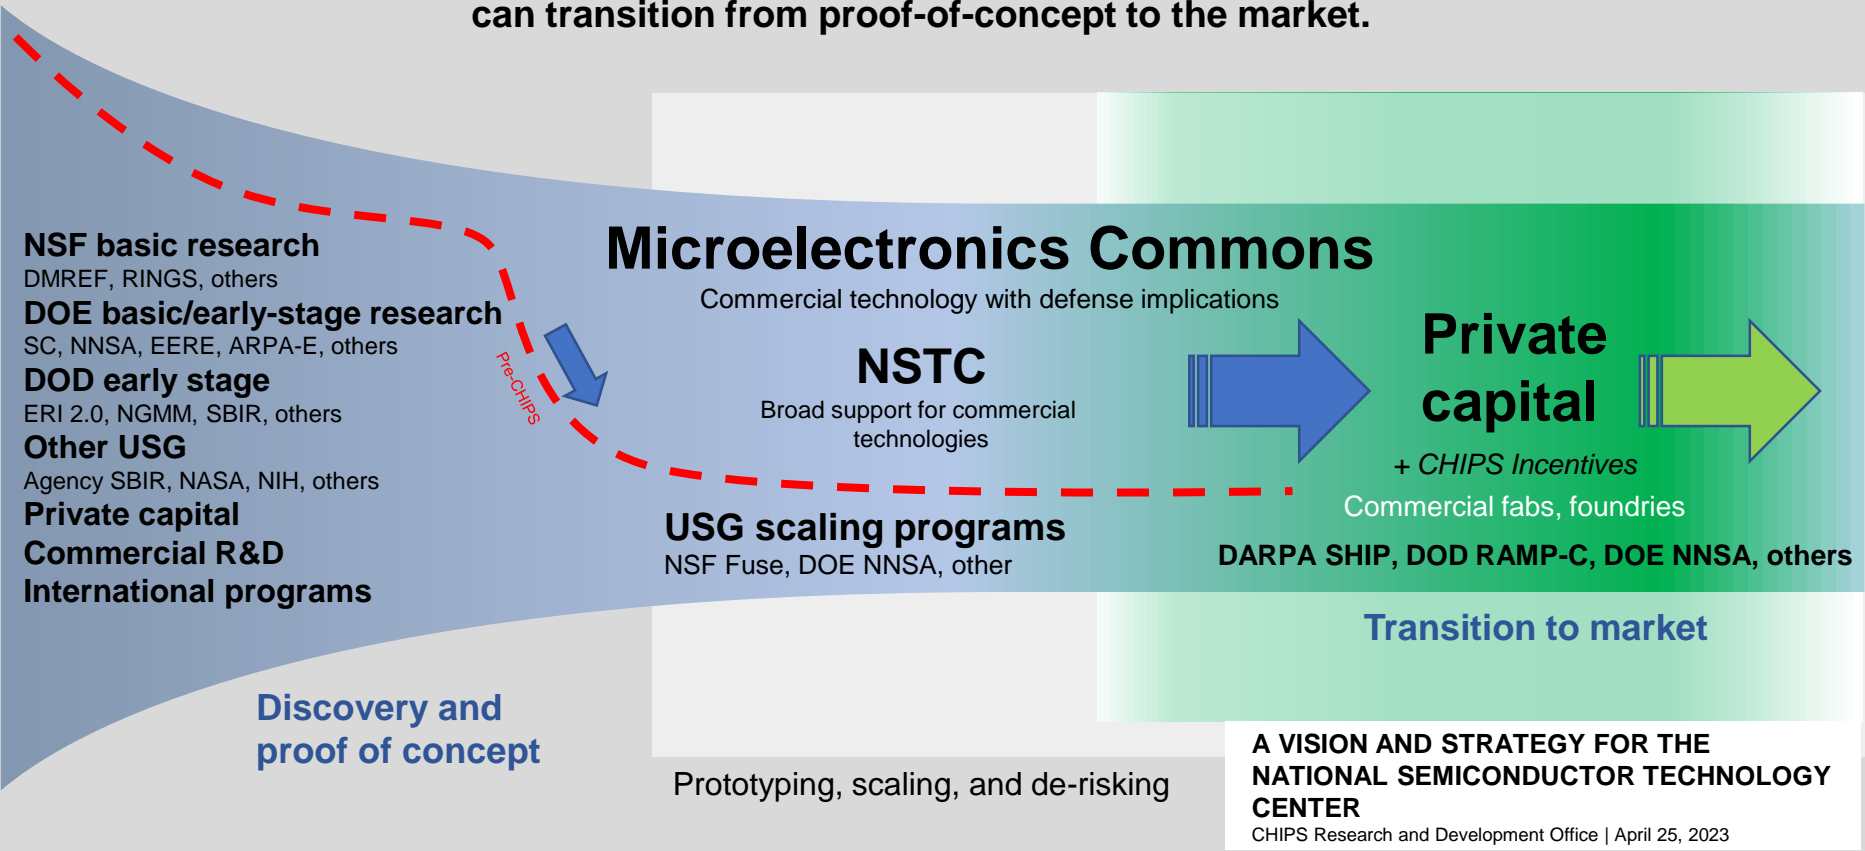 can transition from proof-of-concept to the market.
NSF basic research
DMREF, RINGS, others
DOE basic/early-stage research
SC, NNSA, EERE, ARPA-E, others
DOD early stage
ERI 2.0, NGMM, SBIR, others
Other USG
Agency SBIR, NASA, NIH, others
Private capital
Commercial R&D
International programs
Pre-CHIPS
Microelectronics Commons
Commercial technology with defense implications
NSTC
Broad support for commercial
technologies
USG scaling programs
NSF Fuse, DOE NNSA, other
Private
capital
+ CHIPS Incentives
Commercial fabs, foundries
DARPA SHIP, DOD RAMP-C, DOE NNSA, others
Transition to market
Discovery and
proof of concept
Prototyping, scaling, and de-risking
A VISION AND STRATEGY FOR THE
NATIONAL SEMICONDUCTOR TECHNOLOGY
CENTER
CHIPS Research and Development Office | April 25, 2023